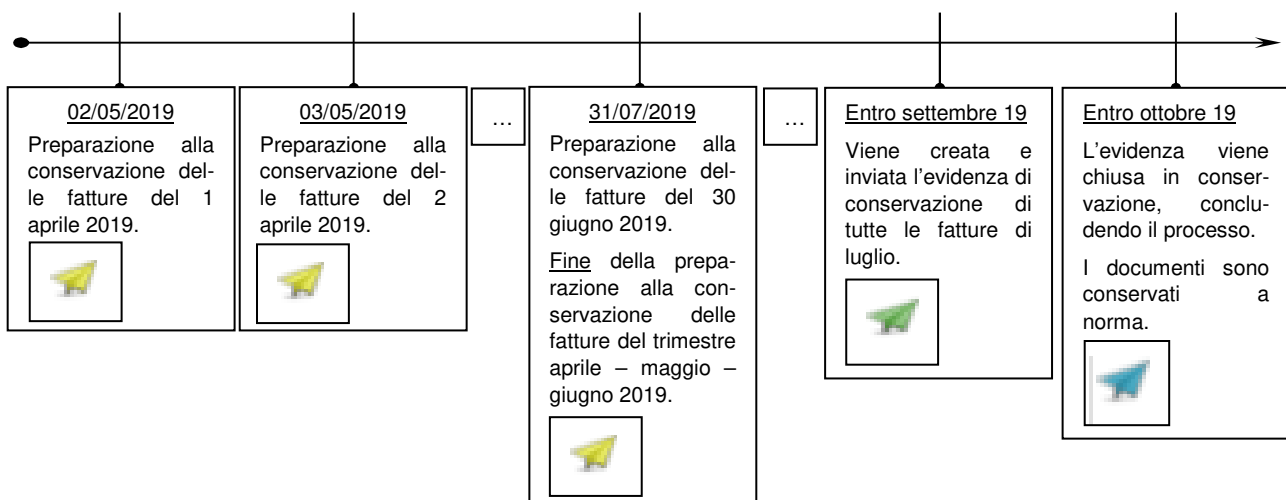 02/05/2019
Preparazione alla
conservazione del-
le fatture del 1
aprile 2019.
03/05/2019
Preparazione alla
conservazione del-
le fatture del 2
aprile 2019.
...
31/07/2019
Preparazione alla
conservazione del-
le fatture del 30
giugno 2019.
Fine della prepa-
razione alla con-
servazione delle
fatture del trimestre
aprile – maggio –
giugno 2019.
...
Entro settembre 19
Viene creata e
inviata l'evidenza di
conservazione di
tutte le fatture di
luglio.
Entro ottobre 19
L'evidenza viene
chiusa in conser-
vazione, conclu-
dendo il processo.
I documenti sono
conservati a
norma.